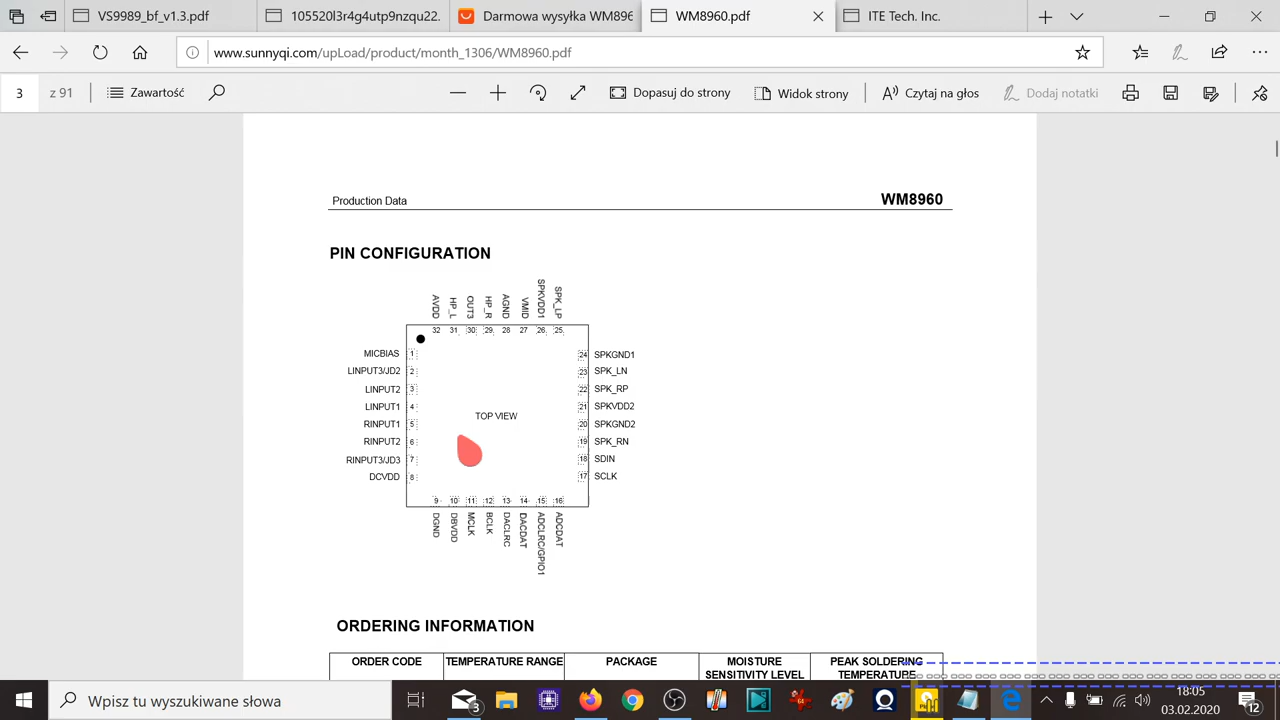 VS9989_bf_v1.3.pdf
105520l3r4g4utp9nzqu22.
Darmowa wysyłka WM896
WM8960.pdf
ITE Tech. Inc.
www.sunnyqi.com/upLoad/product/month_1306/WM8960.pdf
3 z 91
Zawartość
Dopasuj do strony
Widok strony
Czytaj na głos
Dodaj notatki
Production Data
WM8960
PIN CONFIGURATION
AVDD HP_L OUT3 HP_R AGND VMID SPKVDD1 SPK_LP
32 31 30 29 28 27 26 25
MICBIAS 1 24 SPKGND1
LINPUT3/JD2 2 23 SPK_LN
LINPUT2 3 22 SPK_RP
LINPUT1 4 21 SPKVDD2
TOP VIEW
RINPUT1 5 20 SPKGND2
RINPUT2 6 19 SPK_RN
RINPUT3/JD3 7 18 SDIN
DCVDD 8 17 SCLK
9 10 11 12 13 14 15 16
DGND DBVDD MCLK BCLK DACLRC DACDAT ADCLRC/GPIO1 ADCDAT
ORDERING INFORMATION
ORDER CODE TEMPERATURE RANGE PACKAGE MOISTURE SENSITIVITY LEVEL PEAK SOLDERING TEMPERATURE
Wpisz tu wyszukiwane słowa
3
18:05
03.02.2020
12